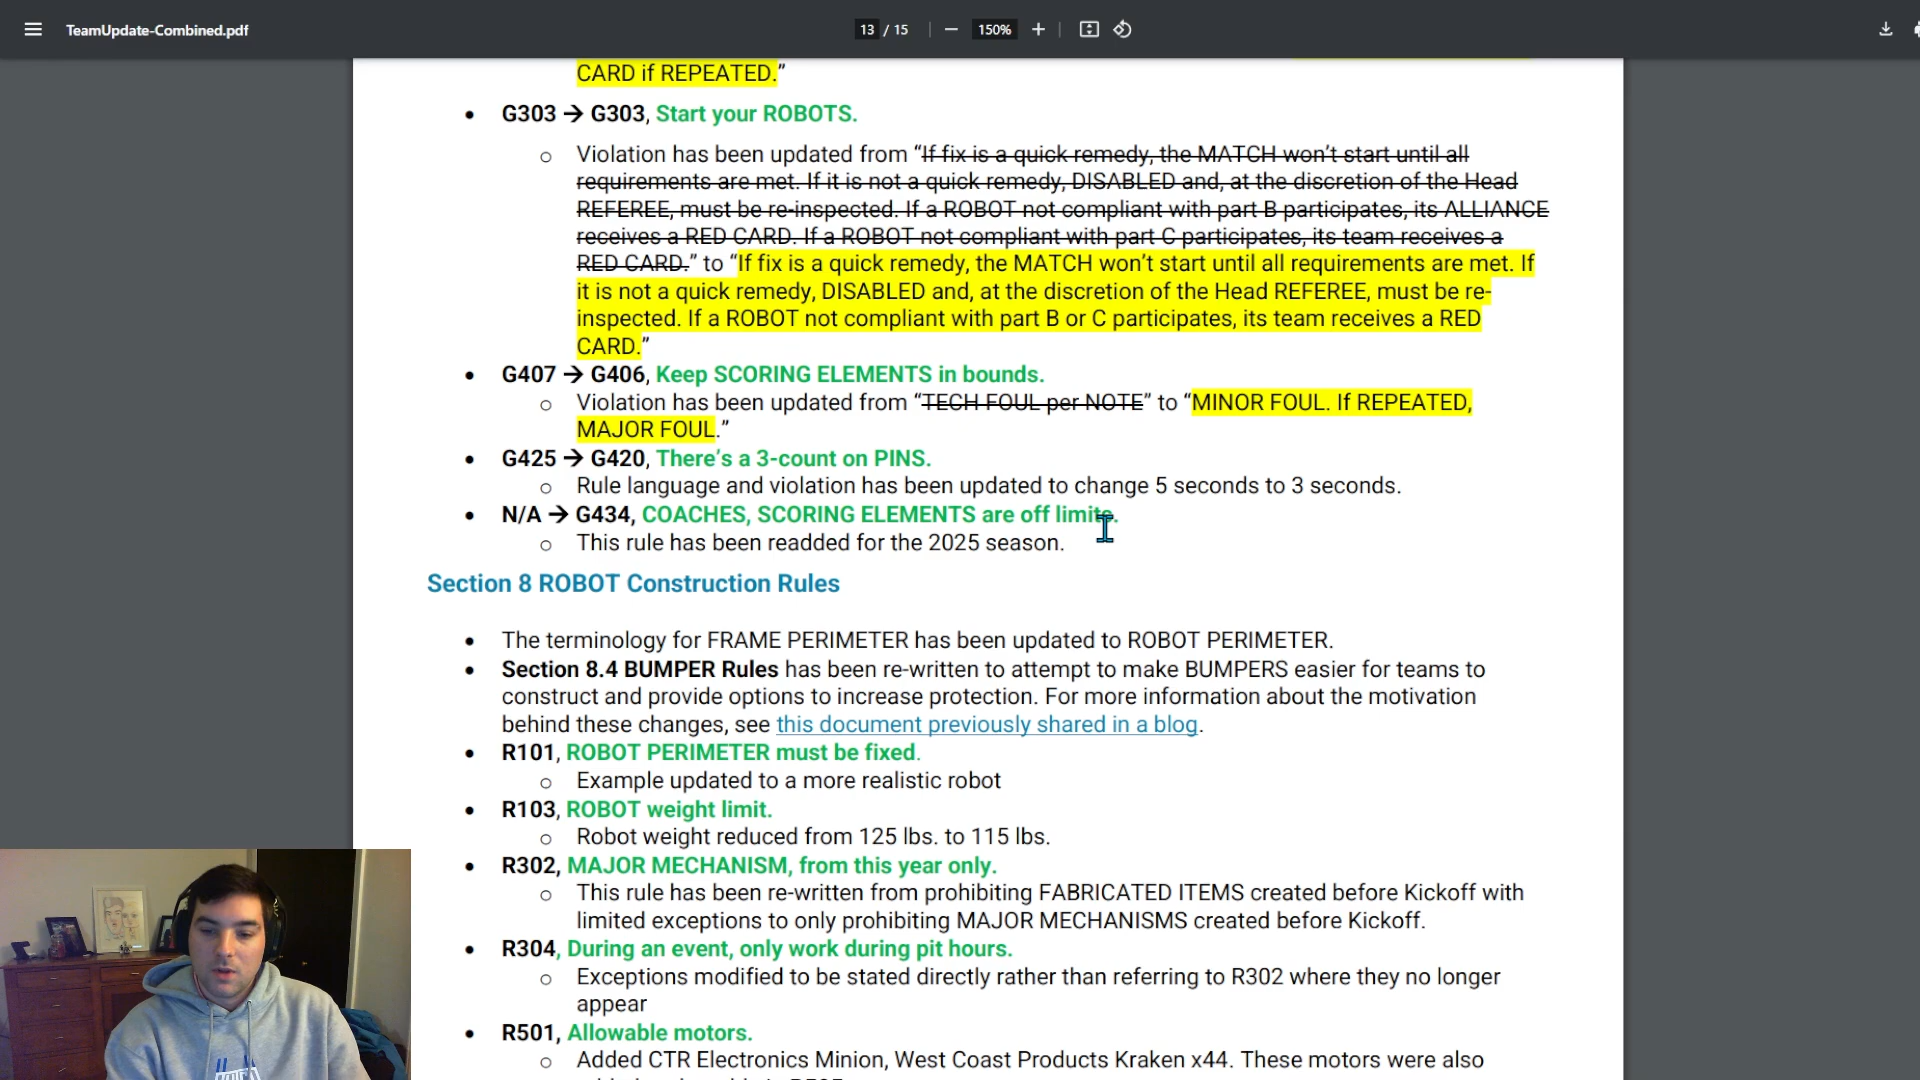 TeamUpdate-Combined.pdf
13 / 15
150%
CARD if REPEATED.”
• G303 → G303, Start your ROBOTS.
o Violation has been updated from “If fix is a quick remedy, the MATCH won’t start until all
requirements are met. If it is not a quick remedy, DISABLED and, at the discretion of the Head
REFEREE, must be re-inspected. If a ROBOT not compliant with part B participates, its ALLIANCE
receives a RED CARD. If a ROBOT not compliant with part C participates, its team receives a
RED CARD.” to “If fix is a quick remedy, the MATCH won’t start until all requirements are met. If
it is not a quick remedy, DISABLED and, at the discretion of the Head REFEREE, must be re-
inspected. If a ROBOT not compliant with part B or C participates, its team receives a RED
CARD.”
• G407 → G406, Keep SCORING ELEMENTS in bounds.
o Violation has been updated from “TECH FOUL per NOTE” to “MINOR FOUL. If REPEATED,
MAJOR FOUL.”
• G425 → G420, There’s a 3-count on PINS.
o Rule language and violation has been updated to change 5 seconds to 3 seconds.
• N/A → G434, COACHES, SCORING ELEMENTS are off limits.
o This rule has been readded for the 2025 season.
Section 8 ROBOT Construction Rules
• The terminology for FRAME PERIMETER has been updated to ROBOT PERIMETER.
• Section 8.4 BUMPER Rules has been re-written to attempt to make BUMPERS easier for teams to
construct and provide options to increase protection. For more information about the motivation
behind these changes, see this document previously shared in a blog.
• R101, ROBOT PERIMETER must be fixed.
o Example updated to a more realistic robot
• R103, ROBOT weight limit.
o Robot weight reduced from 125 lbs. to 115 lbs.
• R302, MAJOR MECHANISM, from this year only.
o This rule has been re-written from prohibiting FABRICATED ITEMS created before Kickoff with
limited exceptions to only prohibiting MAJOR MECHANISMS created before Kickoff.
• R304, During an event, only work during pit hours.
o Exceptions modified to be stated directly rather than referring to R302 where they no longer
appear
• R501, Allowable motors.
o Added CTR Electronics Minion, West Coast Products Kraken x44. These motors were also